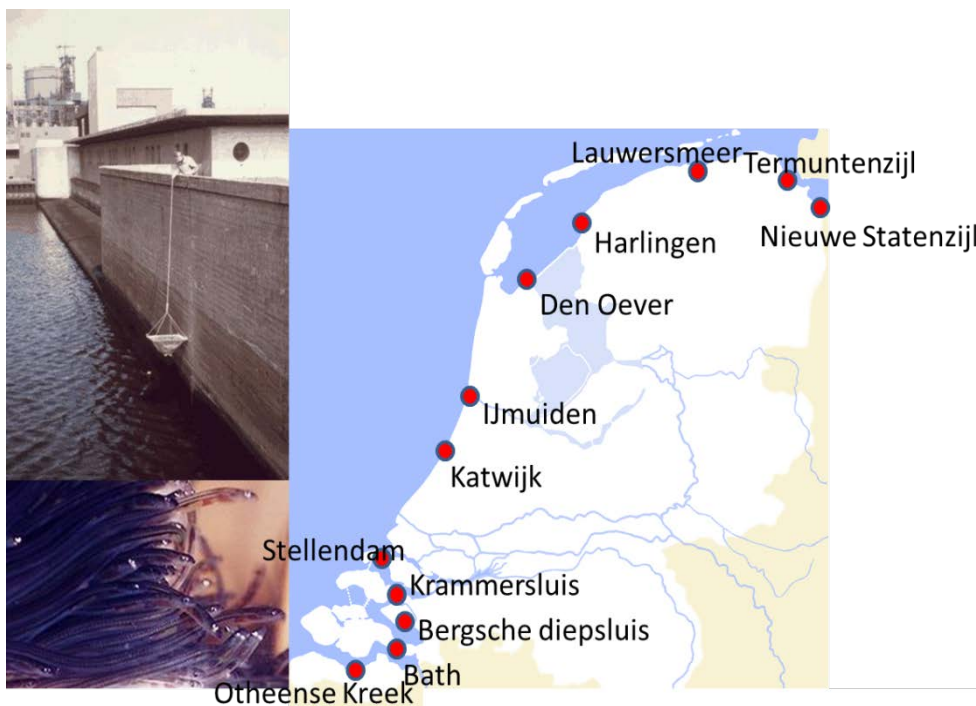 Lauwersmeer
Termuntenzijl
Nieuwe Statenzijl
Harlingen
Den Oever
IJmuiden
Katwijk
Stellendam
Krammersluis
Bergsche diepsluis
Bath
Otheense Kreek